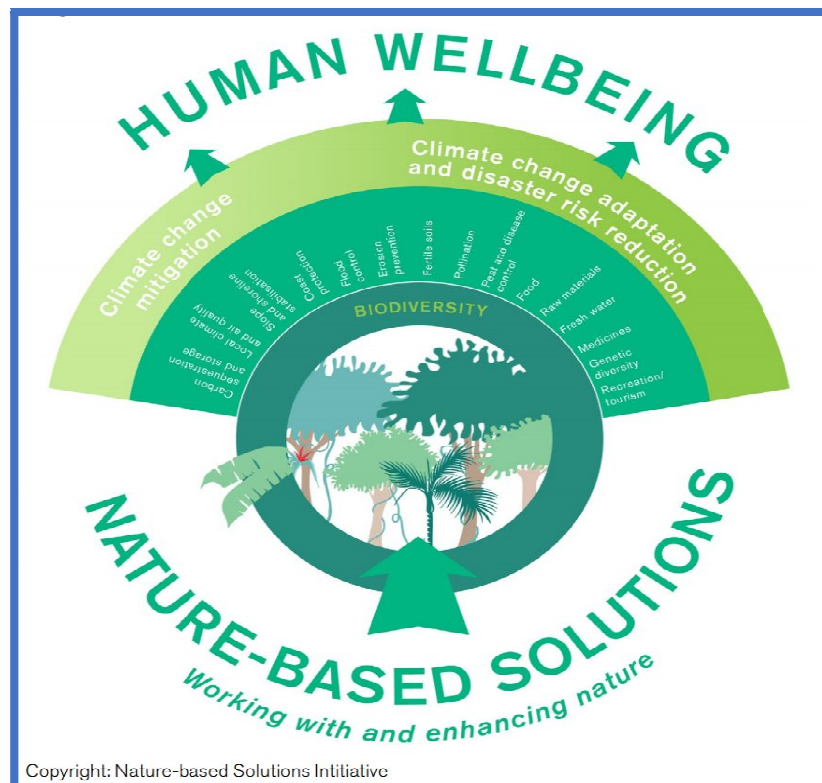 HUMAN WELLBEING
Climate change
mitigation
Climate change adaptation
and disaster risk reduction
Carbon
sequestration
and storage
Local climate
and air quality
Slope
and shoreline
stabilisation
Coast
protection
Flood
control
Erosion
prevention
Fertile soils
Pollination
Pest and disease
control
Food
Raw materials
Fresh water
Medicines
Genetic
diversity
Recreation/
tourism
BIODIVERSITY
NATURE-BASED SOLUTIONS
Working with and enhancing nature
Copyright: Nature-based Solutions Intitiative